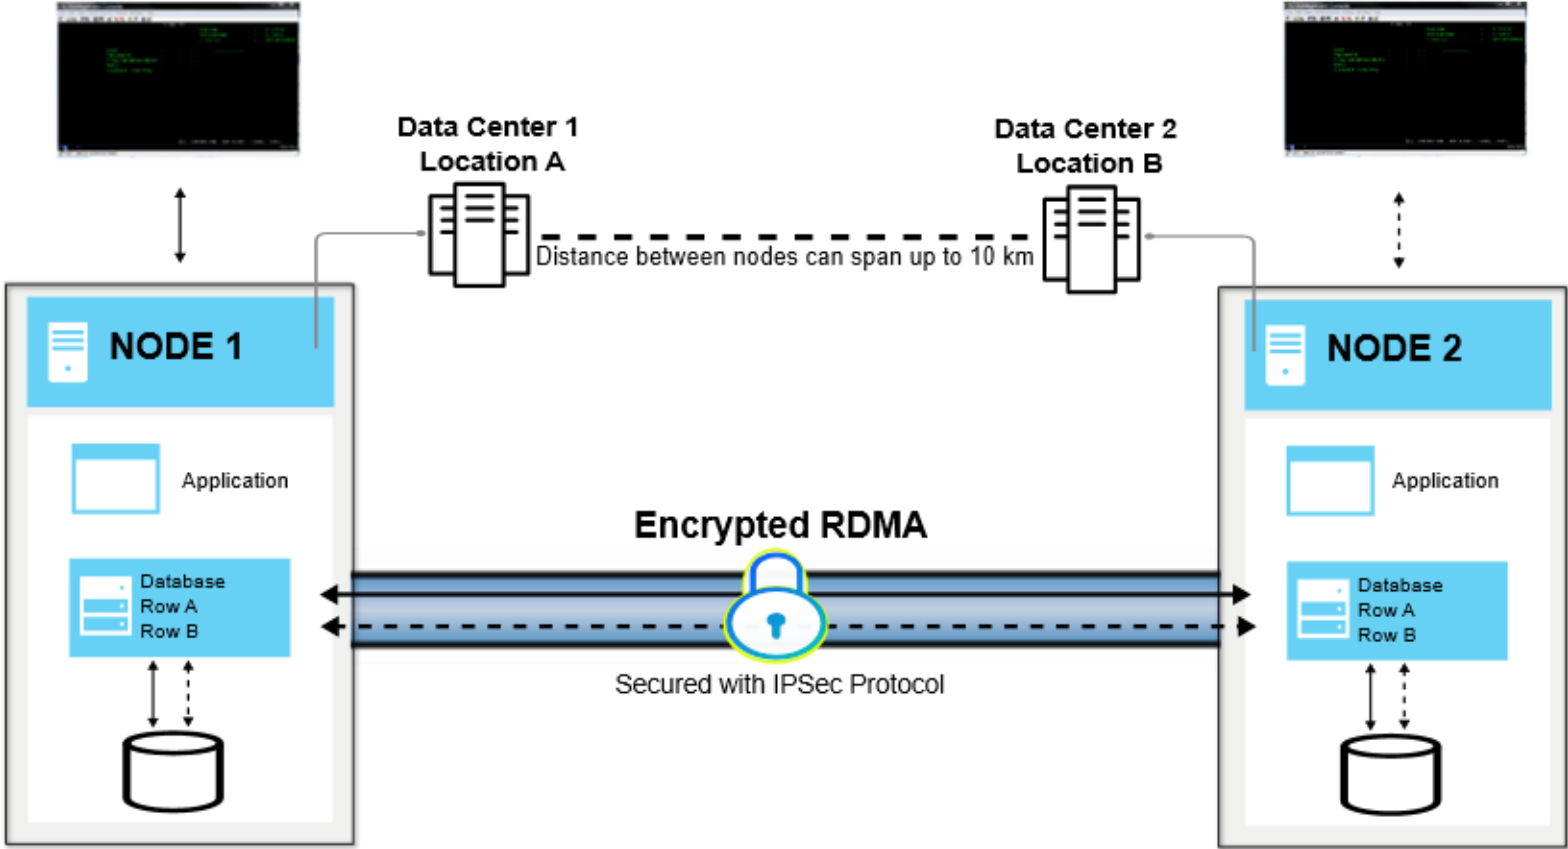 Data Center 1
Location A
Data Center 2
Location B
Distance between nodes can span up to 10 km
NODE 1
NODE 2
Application
Application
Encrypted RDMA
Database
Row A
Row B
Database
Row A
Row B
Secured with IPSec Protocol